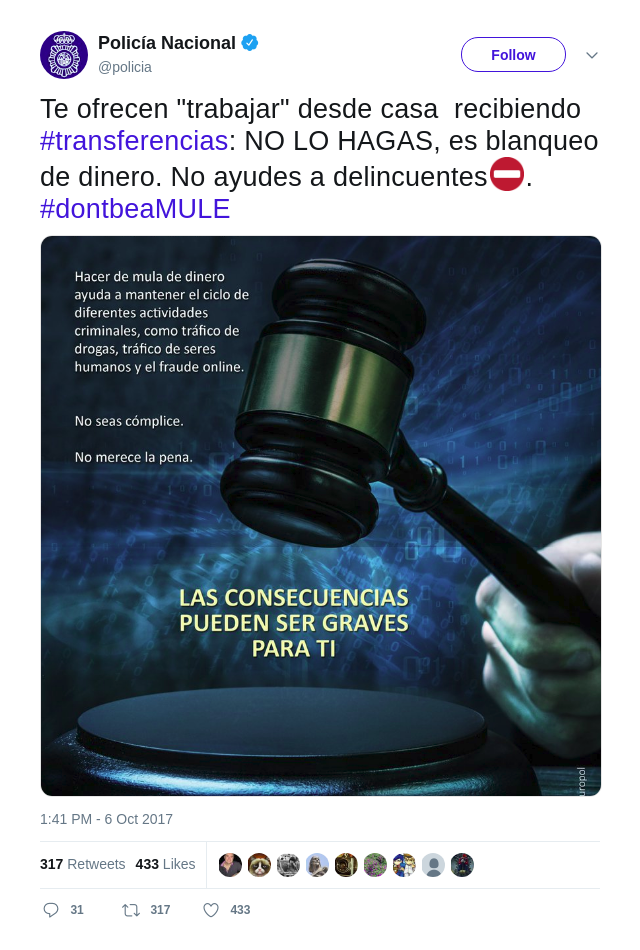 Policía Nacional
@policia
Follow
Te ofrecen "trabajar" desde casa  recibiendo
#transferencias: NO LO HAGAS, es blanqueo
de dinero. No ayudes a delincuentes⛔.
#dontbeaMULE
Hacer de mula de dinero
ayuda a mantener el ciclo de
diferentes actividades
criminales, como tráfico de
drogas, tráfico de seres
humanos y el fraude online.
No seas cómplice.
No merece la pena.
LAS CONSECUENCIAS
PUEDEN SER GRAVES
PARA TI
uropol
1:41 PM - 6 Oct 2017
317 Retweets 433 Likes
31 317 433